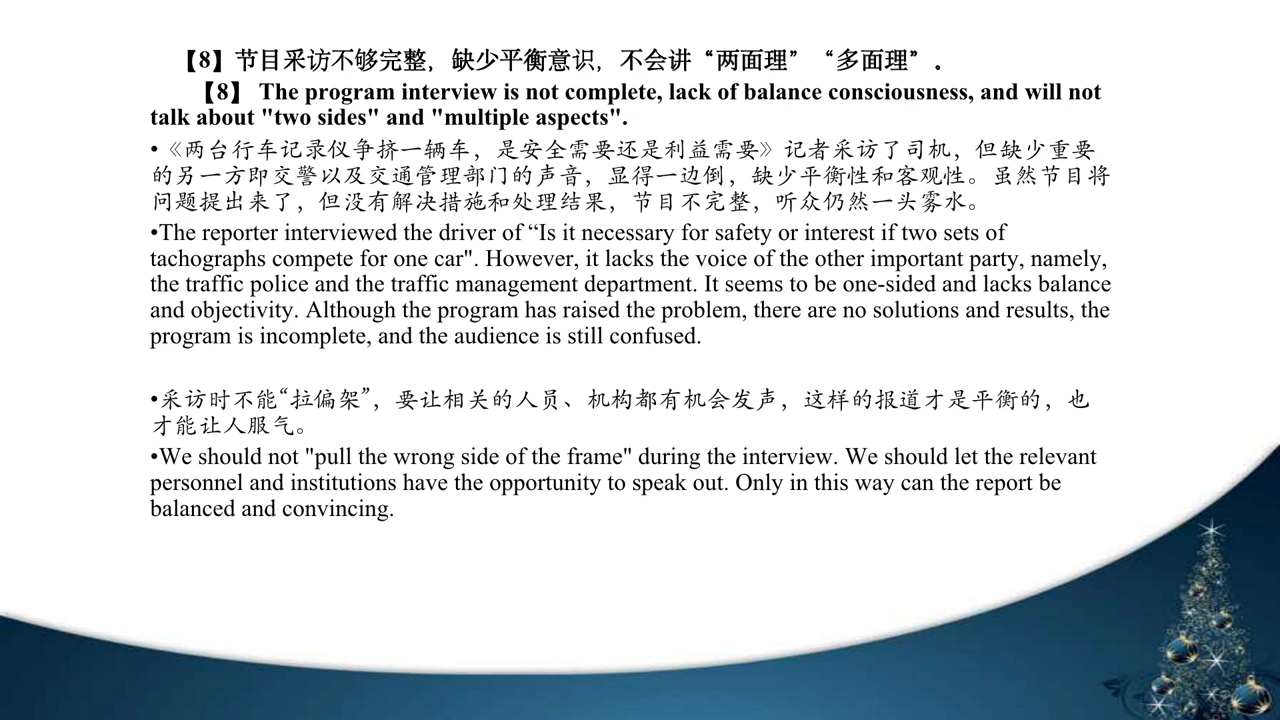 【8】节目采访不够完整，缺少平衡意识，不会讲“两面理”“多面理”。
【8】 The program interview is not complete, lack of balance consciousness, and will not
talk about "two sides" and "multiple aspects".
•《两台行车记录仪争挤一辆车，是安全需要还是利益需要》记者采访了司机，但缺少重要
的另一方即交警以及交通管理部门的声音，显得一边倒，缺少平衡性和客观性。虽然节目将
问题提出来了，但没有解决措施和处理结果，节目不完整，听众仍然一头雾水。
•The reporter interviewed the driver of “Is it necessary for safety or interest if two sets of
tachographs compete for one car". However, it lacks the voice of the other important party, namely,
the traffic police and the traffic management department. It seems to be one-sided and lacks balance
and objectivity. Although the program has raised the problem, there are no solutions and results, the
program is incomplete, and the audience is still confused.
•采访时不能“拉偏架”，要让相关的人员、机构都有机会发声，这样的报道才是平衡的，也
才能让人服气。
•We should not "pull the wrong side of the frame" during the interview. We should let the relevant
personnel and institutions have the opportunity to speak out. Only in this way can the report be
balanced and convincing.